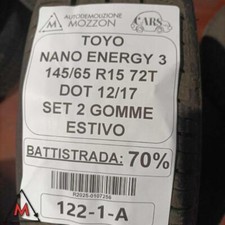 AUTODEMOLIZIONE
MOZZON
CARS
TOYO
NANO ENERGY 3
145/65 R15 72T
DOT 12/17
SET 2 GOMME
ESTIVO
BATTISTRADA: 70%
122-1-A